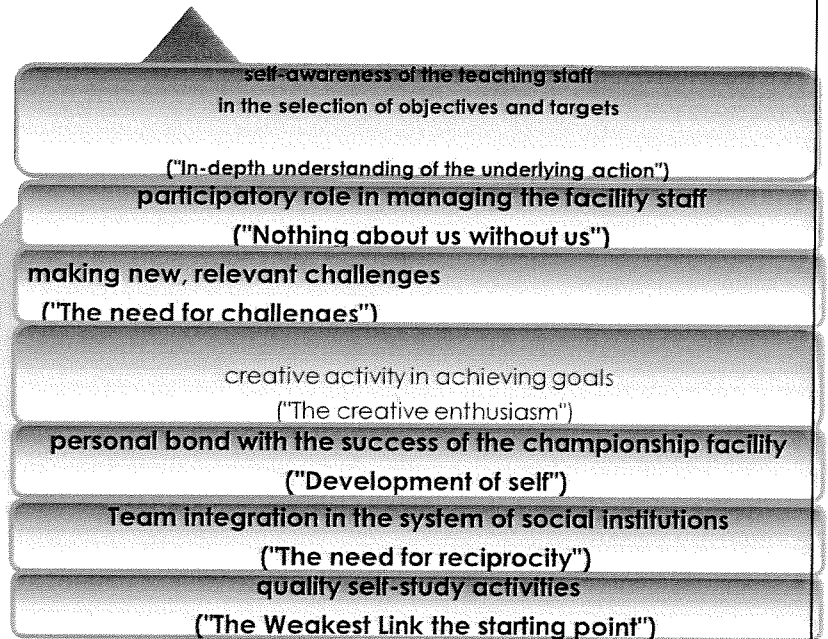 self-awareness of the teaching staff
in the selection of objectives and targets
("In-depth understanding of the underlying action")
participatory role in managing the facility staff
("Nothing about us without us")
making new, relevant challenges
("The need for challenges")
creative activity in achieving goals
("The creative enthusiasm")
personal bond with the success of the championship facility
("Development of self")
Team integration in the system of social institutions
("The need for reciprocity")
quality self-study activities
("The Weakest Link the starting point")